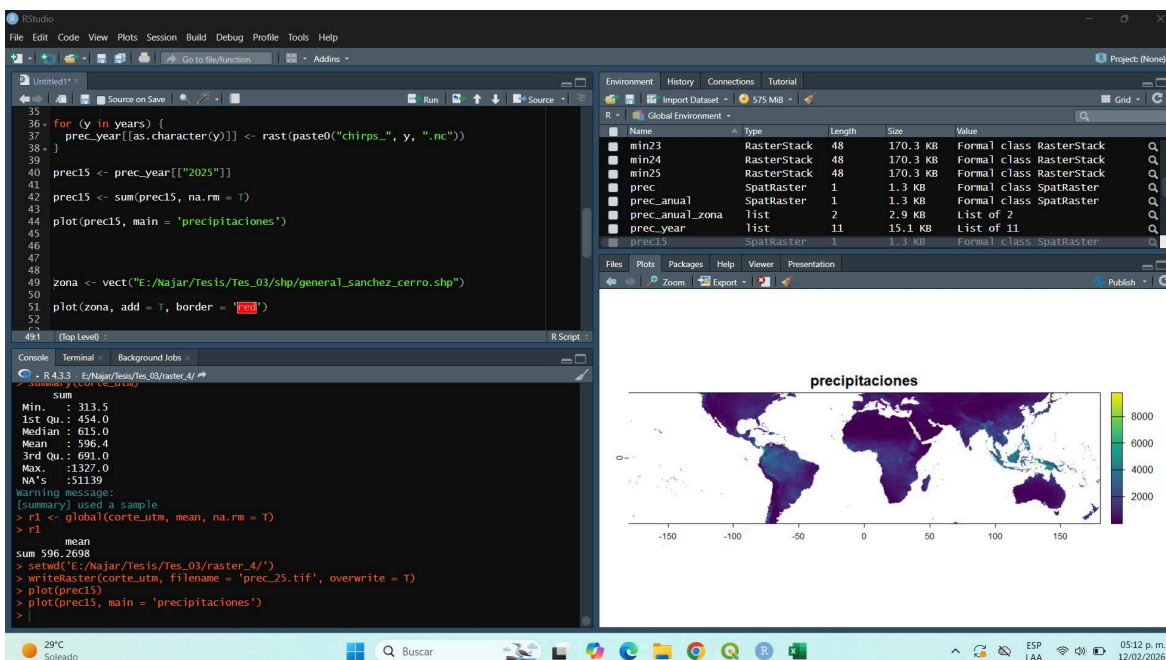 RStudio
File Edit Code View Plots Session Build Debug Profile Tools Help
Go to file/function
Addins
Project: (None)
Untitled1*
Source on Save
Run
Source
35
36 for (y in years) {
37 prec_year[[as.character(y)]] <- rast(paste0("chirps_", y, ".nc"))
38 }
39
40 prec15 <- prec_year[["2025"]]
41
42 prec15 <- sum(prec15, na.rm = T)
43
44 plot(prec15, main = 'precipitaciones')
45
46
47
48
49 zona <- vect("E:/Najar/Tesis/Tes_03/shp/general_sanchez_cerro.shp")
50
51 plot(zona, add = T, border = 'red')
52
49:1 (Top Level) R Script
Console Terminal Background Jobs
R 4.3.3 · E:/Najar/Tesis/Tes_03/raster_4/
> summary(corte_utm)
sum
Min. : 313.5
1st Qu.: 454.0
Median : 615.0
Mean : 596.4
3rd Qu.: 691.0
Max. :1327.0
NA's :51139
Warning message:
[summary] used a sample
> r1 <- global(corte_utm, mean, na.rm = T)
> r1
mean
sum 596.2698
> setwd('E:/Najar/Tesis/Tes_03/raster_4/')
> writeRaster(corte_utm, filename = 'prec_25.tif', overwrite = T)
> plot(prec15)
> plot(prec15, main = 'precipitaciones')
>
Environment History Connections Tutorial
Import Dataset 575 MiB Grid
R Global Environment
Name Type Length Size Value
min23 RasterStack 48 170.3 KB Formal class RasterStack
min24 RasterStack 48 170.3 KB Formal class RasterStack
min25 RasterStack 48 170.3 KB Formal class RasterStack
prec SpatRaster 1 1.3 KB Formal class SpatRaster
prec_anual SpatRaster 1 1.3 KB Formal class SpatRaster
prec_anual_zona list 2 2.9 KB List of 2
prec_year list 11 15.1 KB List of 11
prec15 SpatRaster 1 1.3 KB Formal class SpatRaster
Files Plots Packages Help Viewer Presentation
Zoom Export Publish
precipitaciones
0
-150 -100 -50 0 50 100 150
8000
6000
4000
2000
29°C
Soleado
Buscar
ESP
LAA
05:12 p. m.
12/02/2026